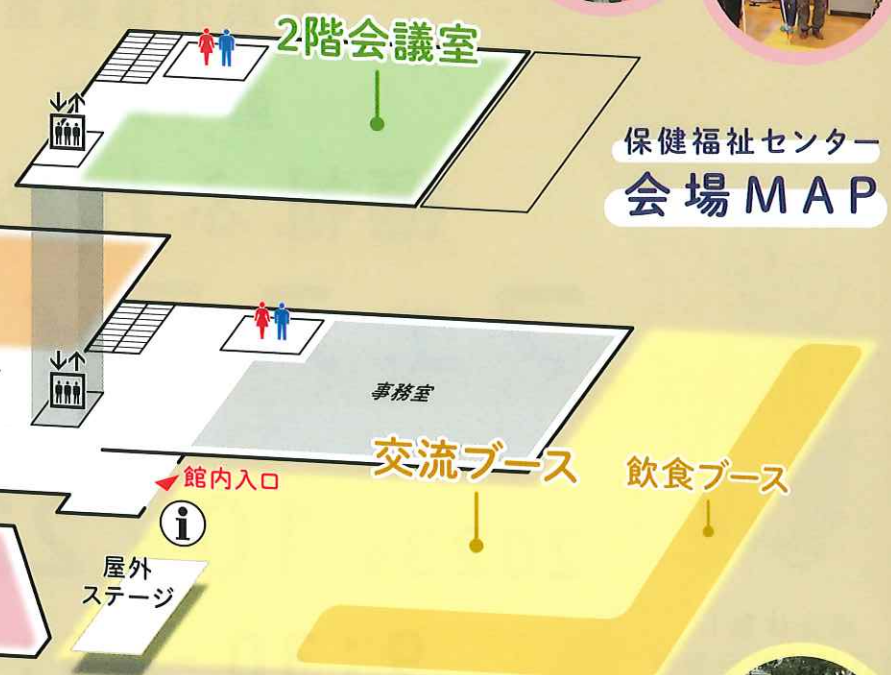 2階会議室
保健福祉センター
会場MAP
事務室
交流ブース
飲食ブース
館内入口
i
屋外
ステージ